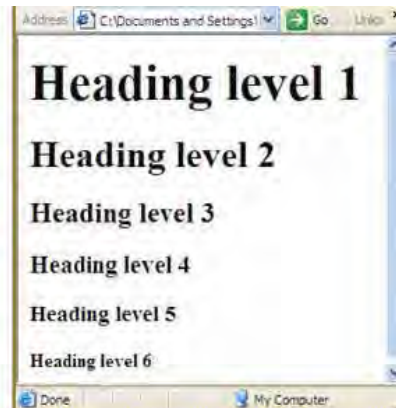 Address C:\Documents and Settings\ Go Links »
Heading level 1
Heading level 2
Heading level 3
Heading level 4
Heading level 5
Heading level 6
Done My Computer